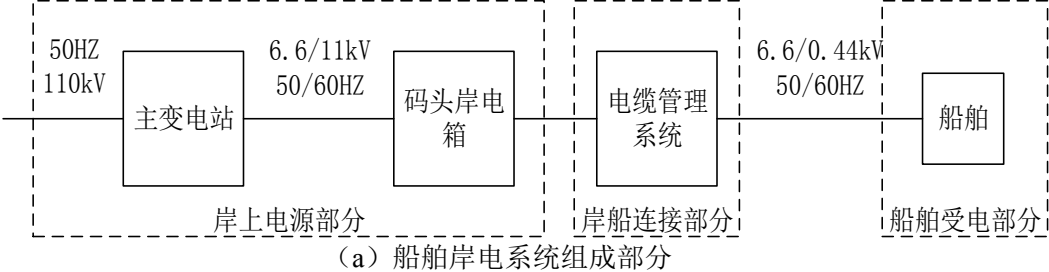 50HZ
110kV
主变电站
6.6/11kV
50/60HZ
码头岸电
箱
电缆管理
系统
6.6/0.44kV
50/60HZ
船舶
岸上电源部分
岸船连接部分
船舶受电部分
（a）船舶岸电系统组成部分